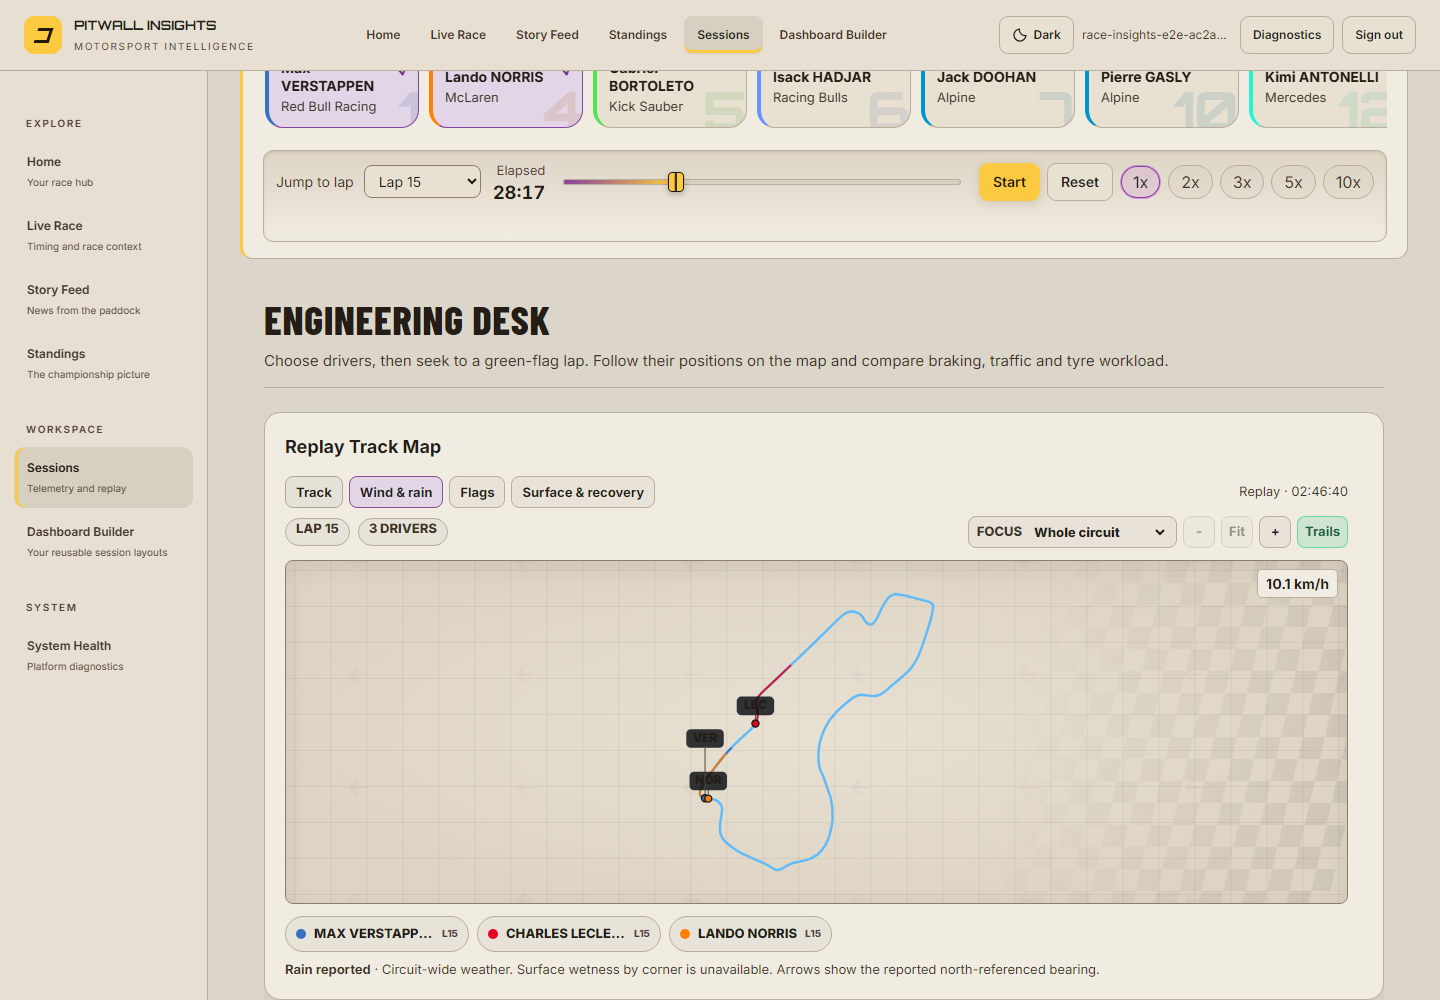 PITWALL INSIGHTS
MOTORSPORT INTELLIGENCE
Home
Live Race
Story Feed
Standings
Sessions
Dashboard Builder
Dark
race-insights-e2e-ac2a...
Diagnostics
Sign out
EXPLORE
Home
Your race hub
Live Race
Timing and race context
Story Feed
News from the paddock
Standings
The championship picture
WORKSPACE
Sessions
Telemetry and replay
Dashboard Builder
Your reusable session layouts
SYSTEM
System Health
Platform diagnostics
VERSTAPPEN
Red Bull Racing
1
Lando NORRIS
McLaren
4
BORTOLETO
Kick Sauber
5
Isack HADJAR
Racing Bulls
6
Jack DOOHAN
Alpine
7
Pierre GASLY
Alpine
10
Kimi ANTONELLI
Mercedes
12
Jump to lap
Lap 15
Elapsed
28:17
Start
Reset
1x
2x
3x
5x
10x
ENGINEERING DESK
Choose drivers, then seek to a green-flag lap. Follow their positions on the map and compare braking, traffic and tyre workload.
Replay Track Map
Track
Wind & rain
Flags
Surface & recovery
Replay · 02:46:40
LAP 15
3 DRIVERS
FOCUS Whole circuit
-
Fit
+
Trails
10.1 km/h
LEC
VER
NOR
MAX VERSTAPP... L15
CHARLES LECLE... L15
LANDO NORRIS L15
Rain reported · Circuit-wide weather. Surface wetness by corner is unavailable. Arrows show the reported north-referenced bearing.